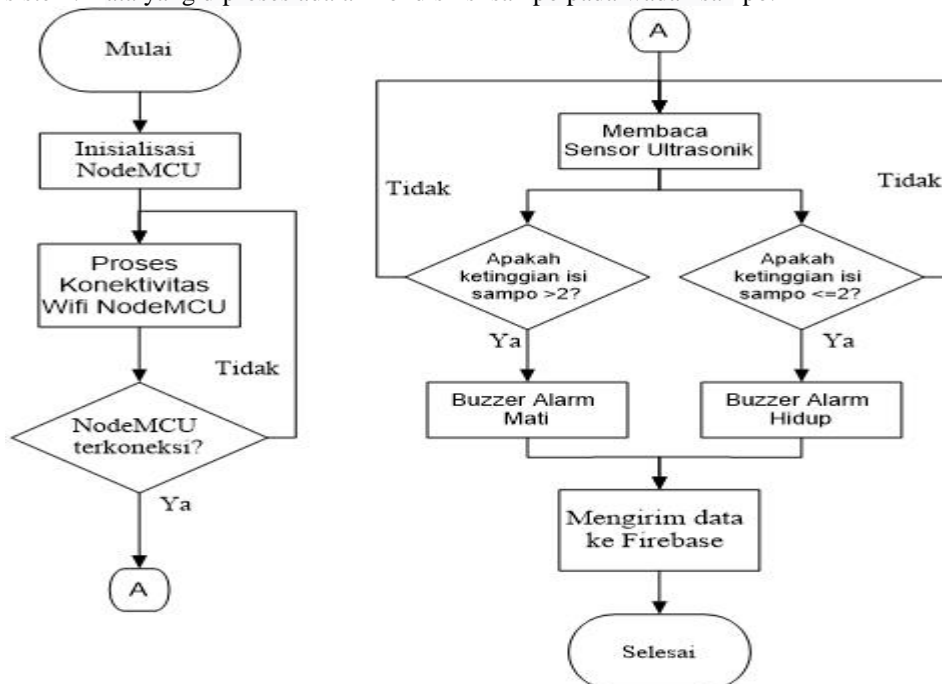 Mulai
Inisialisasi
NodeMCU
Proses
Konektivitas
Wifi NodeMCU
Tidak
NodeMCU
terkoneksi?
Ya
A
A
Membaca
Sensor Ultrasonik
Tidak
Tidak
Apakah
ketinggian isi
sampo >2?
Apakah
ketinggian isi
sampo <=2?
Ya
Ya
Buzzer Alarm
Mati
Buzzer Alarm
Hidup
Mengirim data
ke Firebase
Selesai